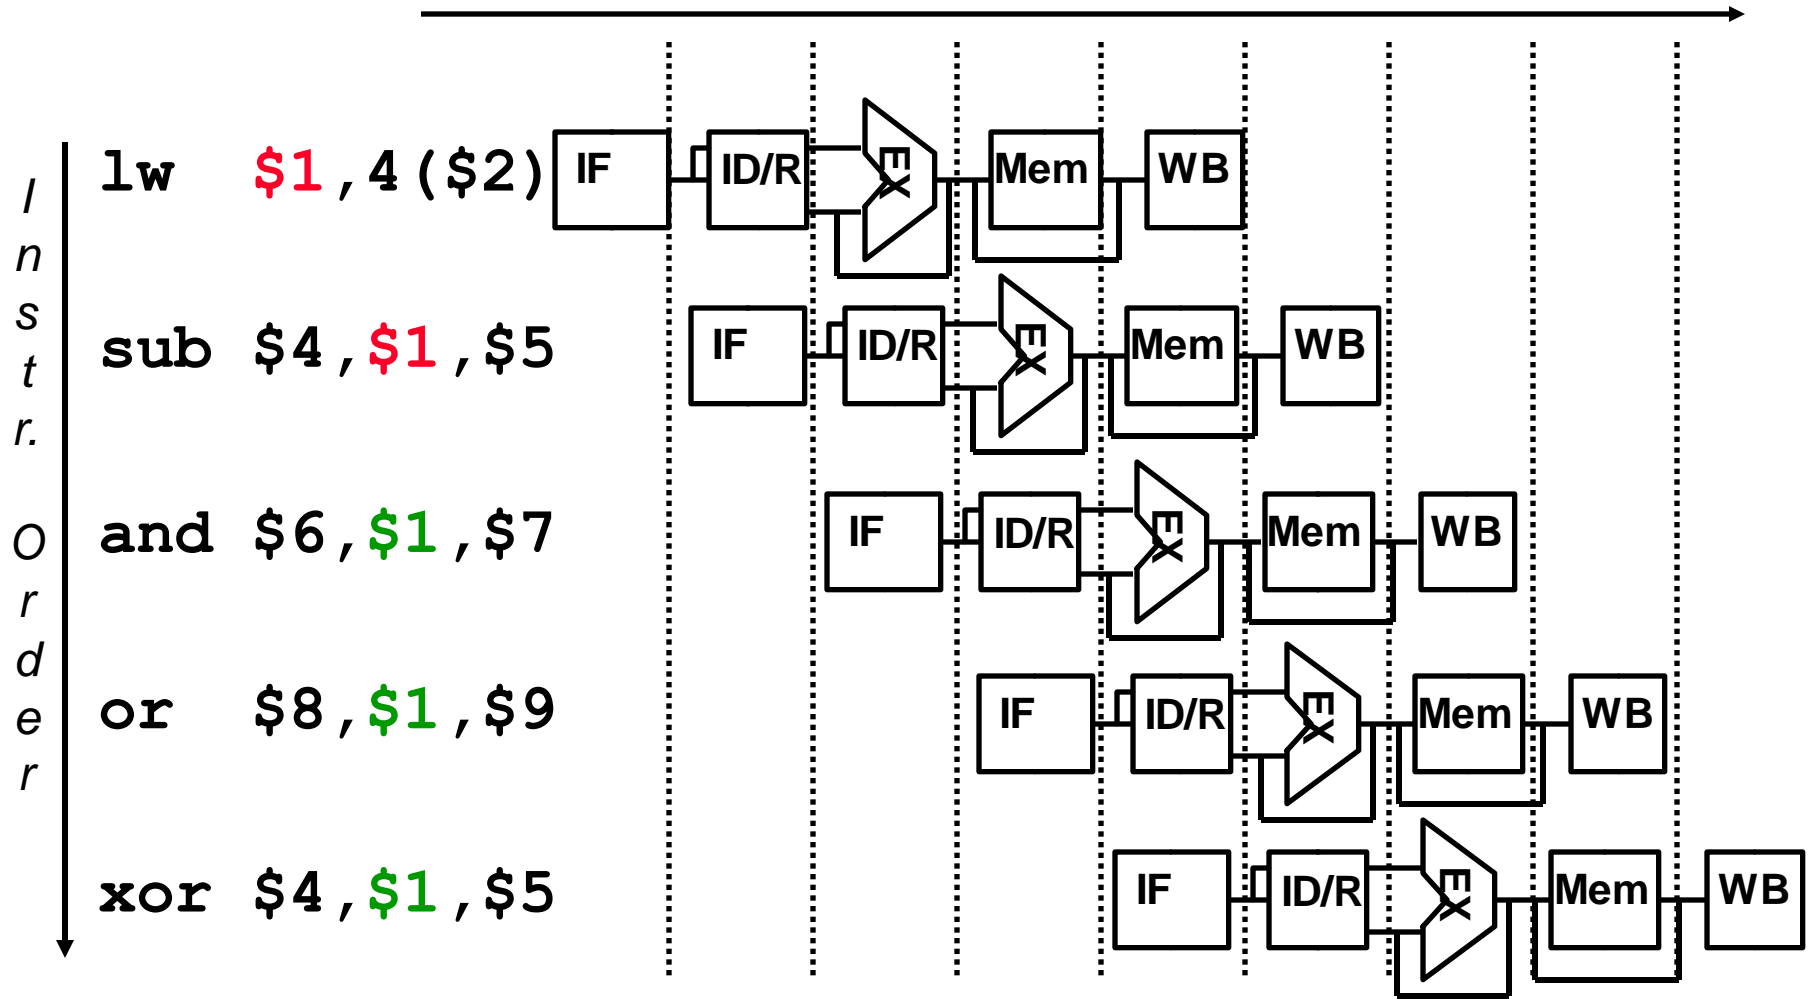 Instr. Order
lw $1,4($2) IF ID/R EX Mem WB
sub $4,$1,$5 IF ID/R EX Mem WB
and $6,$1,$7 IF ID/R EX Mem WB
or $8,$1,$9 IF ID/R EX Mem WB
xor $4,$1,$5 IF ID/R EX Mem WB